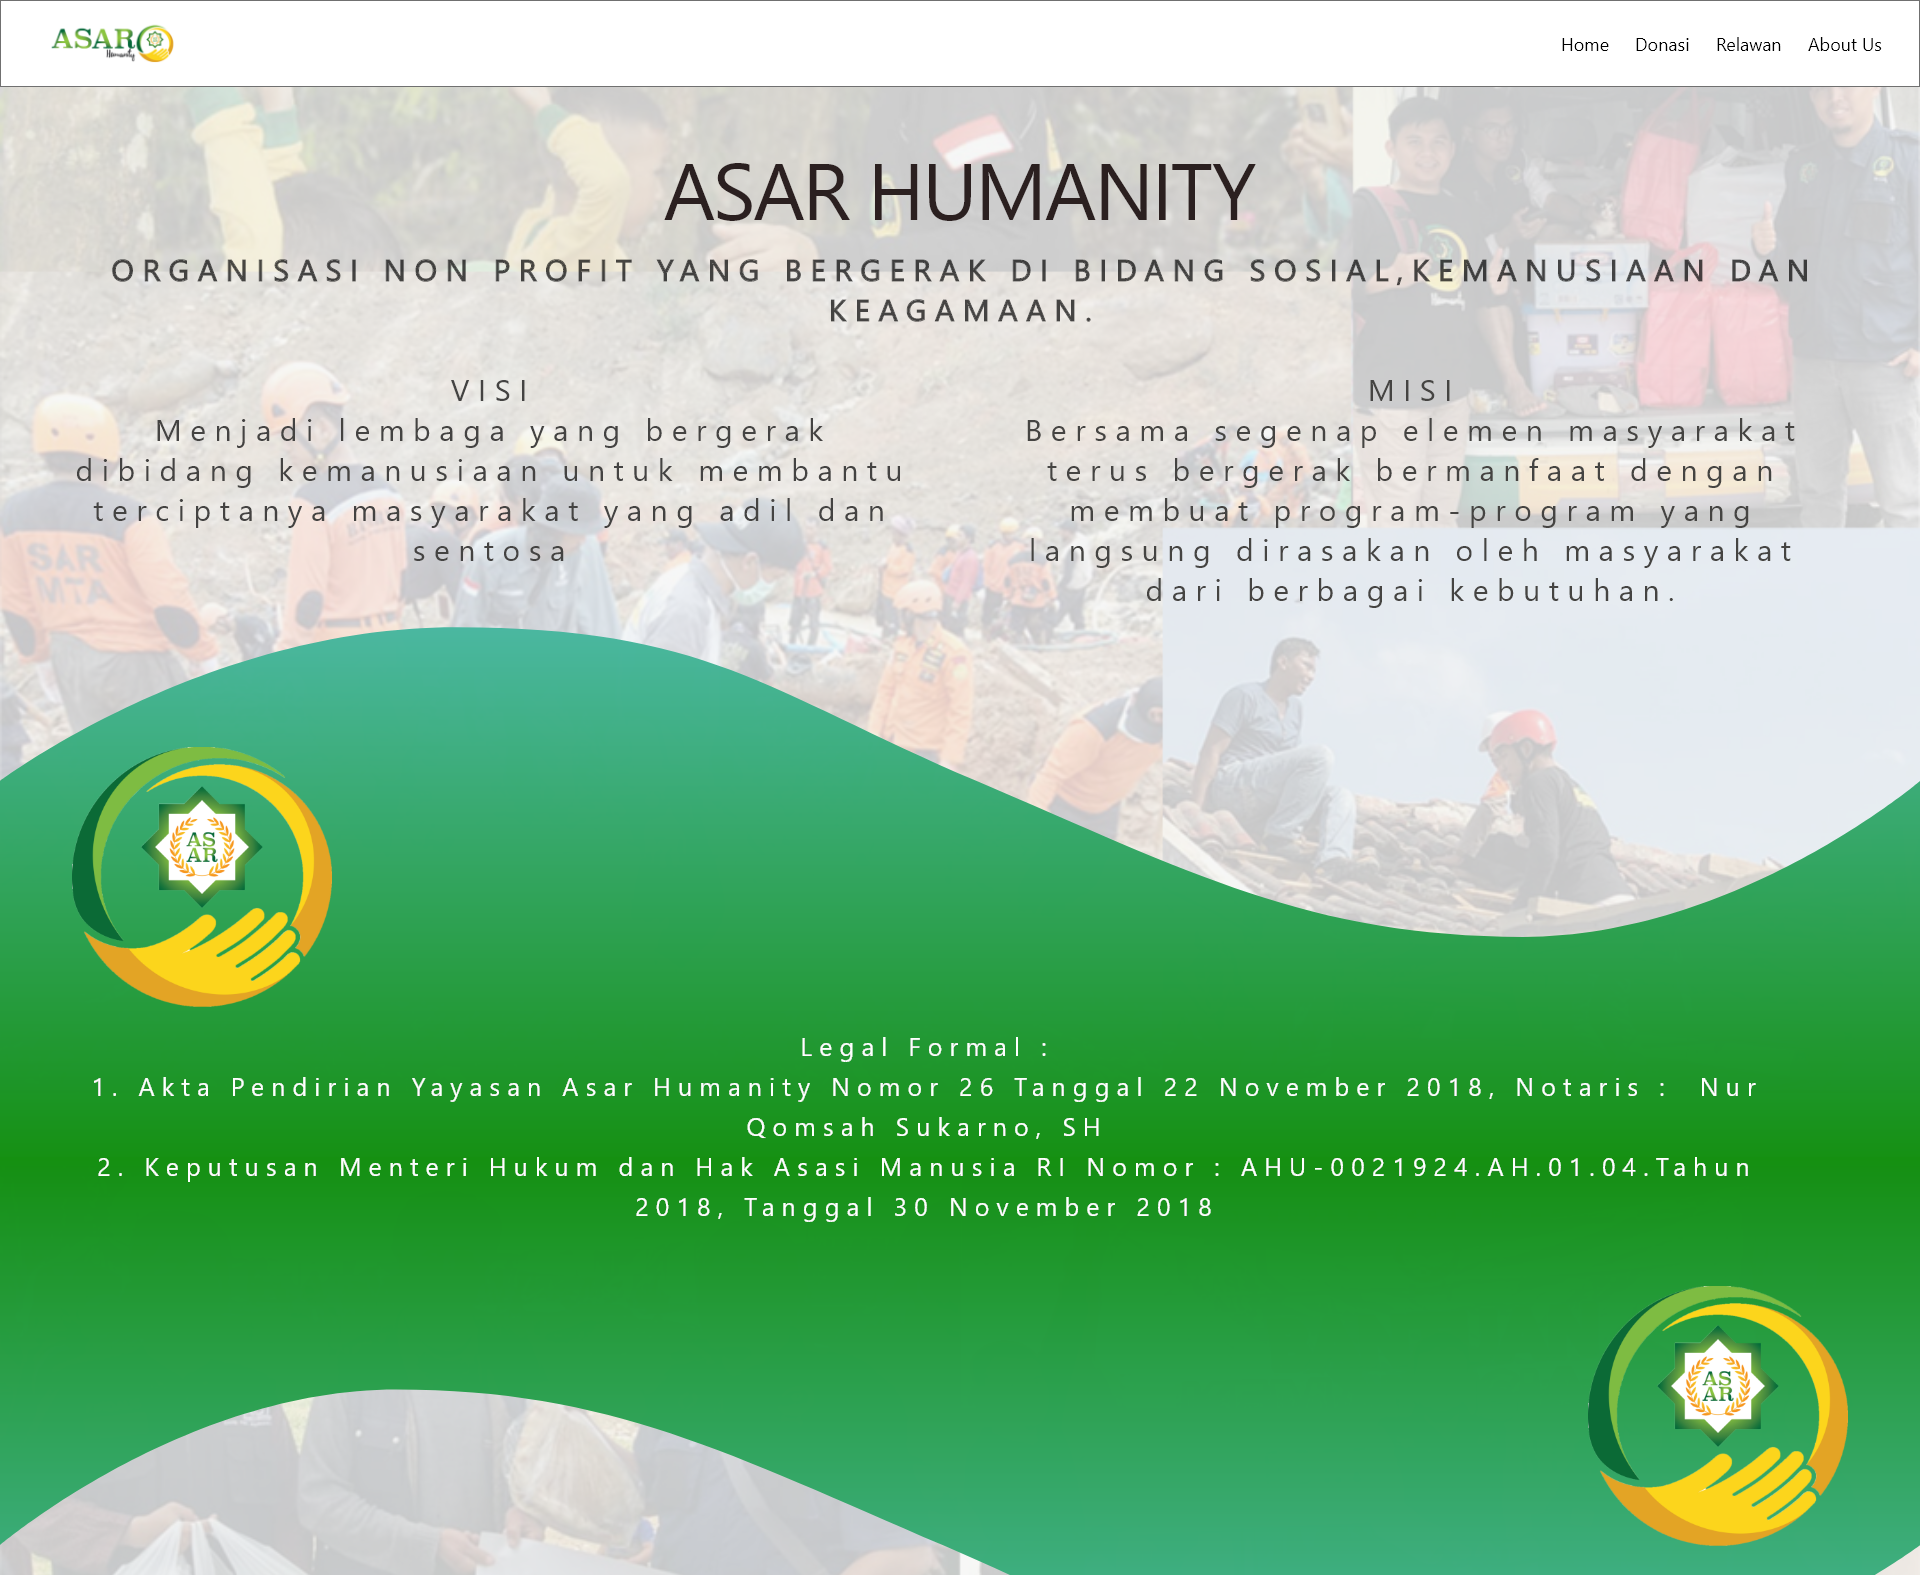 ASAR
Humanity
Home Donasi Relawan About Us
ASAR HUMANITY
ORGANISASI NON PROFIT YANG BERGERAK DI BIDANG SOSIAL,KEMANUSIAAN DAN
KEAGAMAAN.
VISI
Menjadi lembaga yang bergerak
dibidang kemanusiaan untuk membantu
terciptanya masyarakat yang adil dan
sentosa
MISI
Bersama segenap elemen masyarakat
terus bergerak bermanfaat dengan
membuat program-program yang
langsung dirasakan oleh masyarakat
dari berbagai kebutuhan.
SAR
MTA
AS
AR
Legal Formal :
1. Akta Pendirian Yayasan Asar Humanity Nomor 26 Tanggal 22 November 2018, Notaris :  Nur
Qomsah Sukarno, SH
2. Keputusan Menteri Hukum dan Hak Asasi Manusia RI Nomor : AHU-0021924.AH.01.04.Tahun
2018, Tanggal 30 November 2018
AS
AR